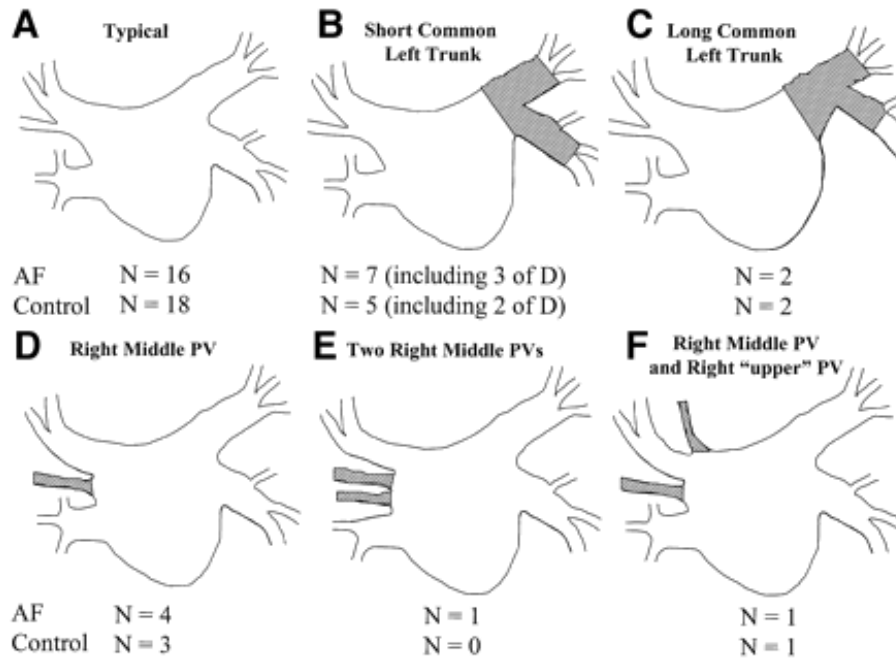 A Typical
B Short Common
Left Trunk
C Long Common
Left Trunk
AF N = 16 N = 7 (including 3 of D) N = 2
Control N = 18 N = 5 (including 2 of D) N = 2
D Right Middle PV
E Two Right Middle PVs
F Right Middle PV
and Right “upper” PV
AF N = 4 N = 1 N = 1
Control N = 3 N = 0 N = 1